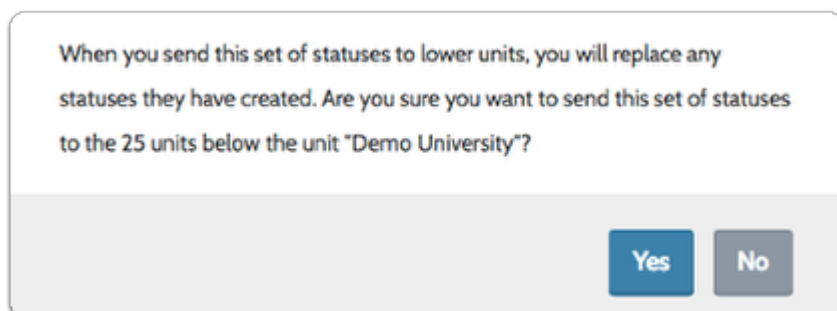 When you send this set of statuses to lower units, you will replace any
statuses they have created. Are you sure you want to send this set of statuses
to the 25 units below the unit "Demo University"?
Yes No